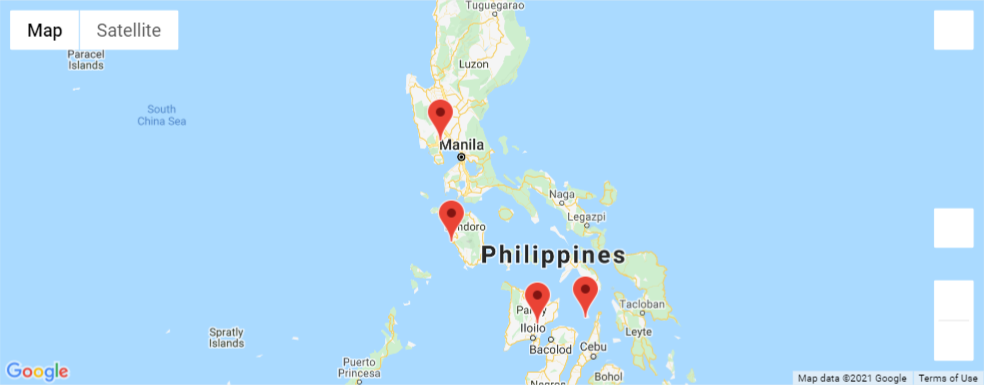 Tuguegarao
Map
Satellite
Paracel
Islands
Luzon
South
China Sea
Manila
Naga
Legazpi
ndoro
Philippines
Tacloban
Iloilo
Leyte
Spratly
Islands
Bacolod
Cebu
Puerto
Princesa
Bohol
Negros
Google
Map data ©2021 Google
Terms of Use